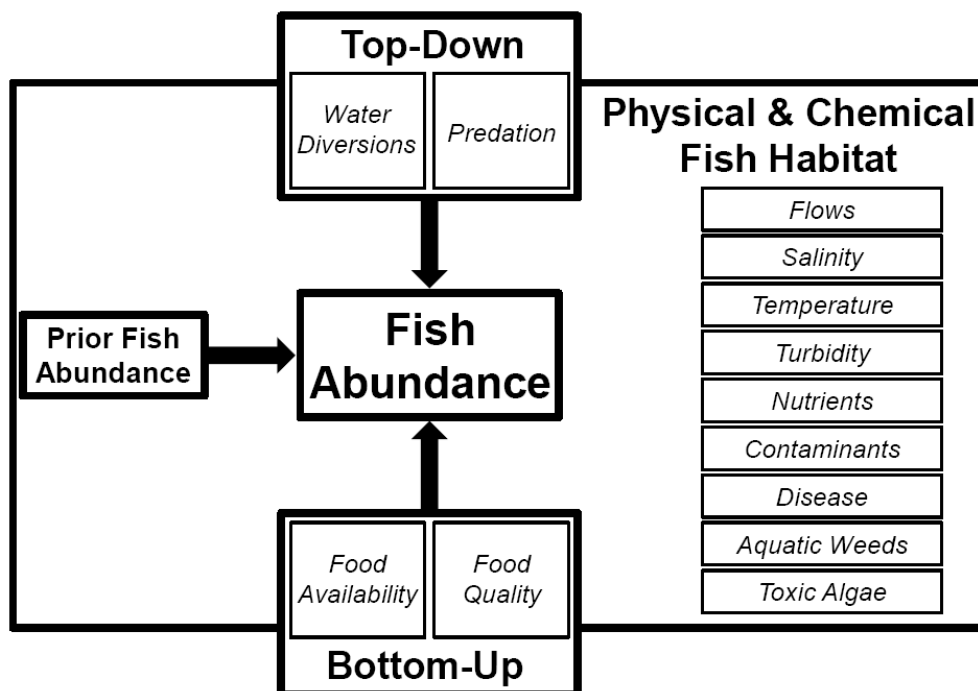 Top-Down
Water
Diversions
Predation
Physical & Chemical
Fish Habitat
Flows
Salinity
Temperature
Turbidity
Nutrients
Contaminants
Disease
Aquatic Weeds
Toxic Algae
Prior Fish
Abundance
Fish
Abundance
Food
Availability
Food
Quality
Bottom-Up